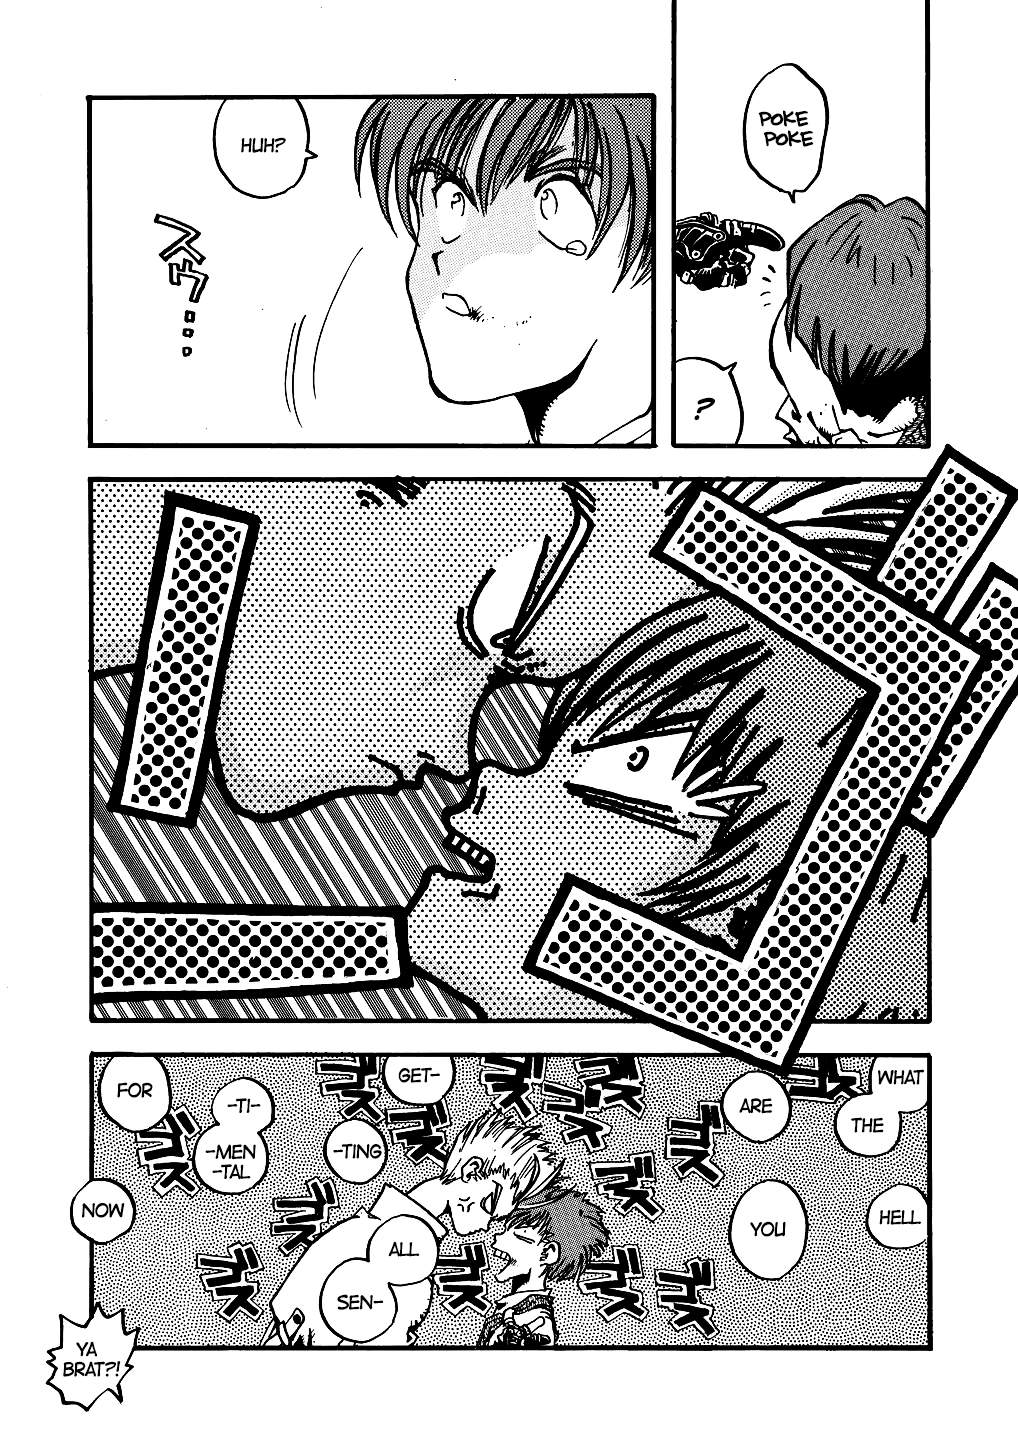 POKE
POKE
?
HUH?
スウ…
WHAT
THE
HELL
ARE
YOU
GET-
-TING
ALL
SEN-
-TI-
-MEN
-TAL
FOR
NOW
YA
BRAT?!